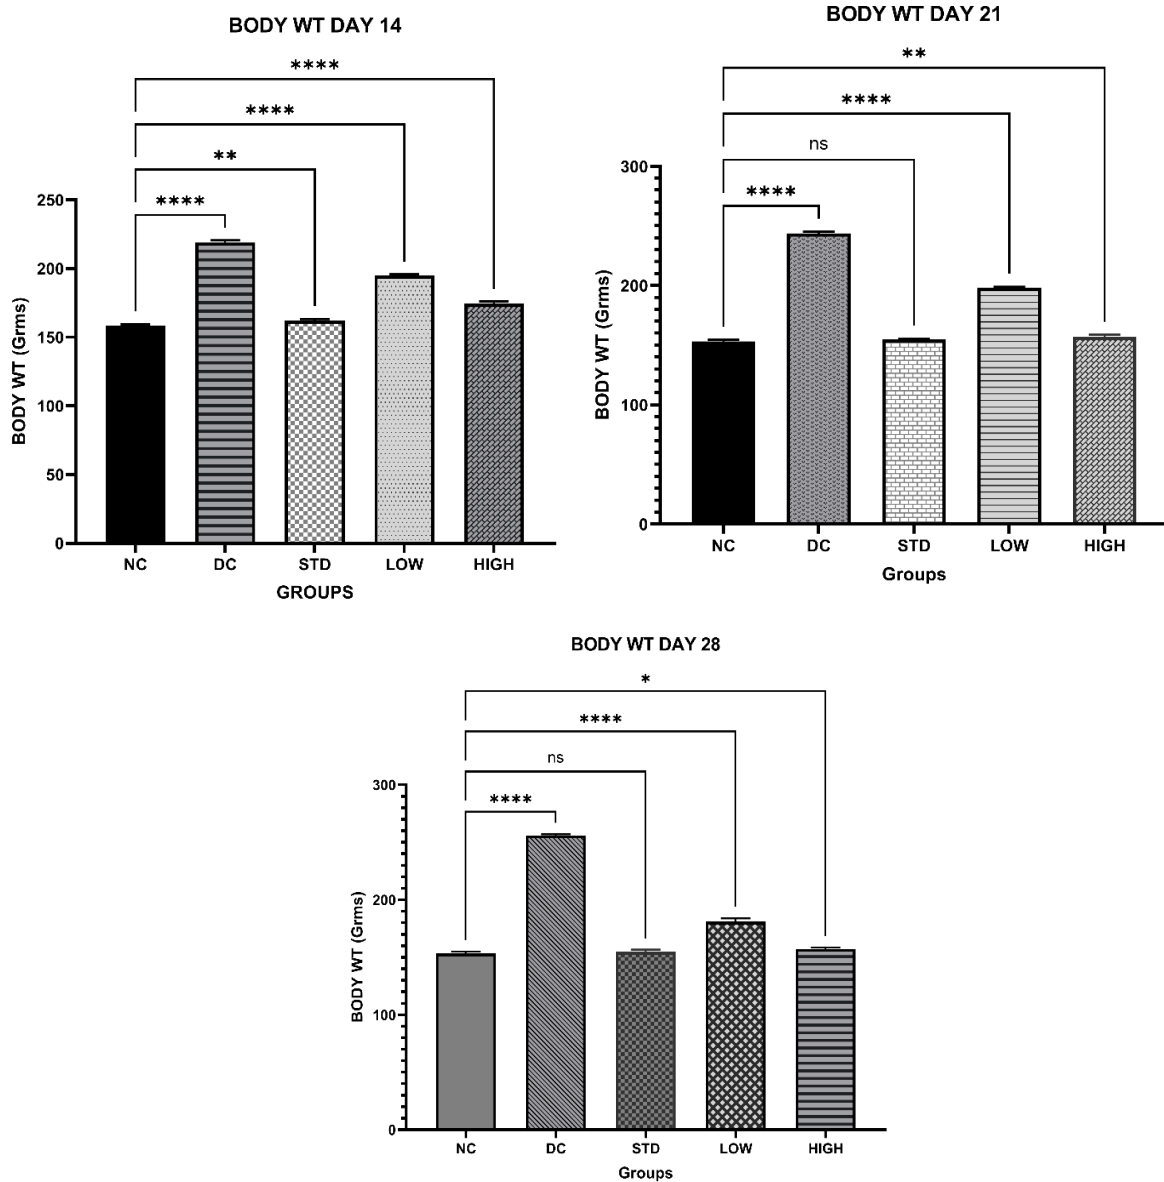 BODY WT DAY 14
****
****
**
****
BODY WT (Grms)
250
200
150
100
50
0
NC DC STD LOW HIGH
GROUPS
BODY WT DAY 21
**
****
ns
****
BODY WT (Grms)
300
200
100
0
NC DC STD LOW HIGH
Groups
BODY WT DAY 28
*
****
ns
****
BODY WT (Grms)
300
200
100
0
NC DC STD LOW HIGH
Groups